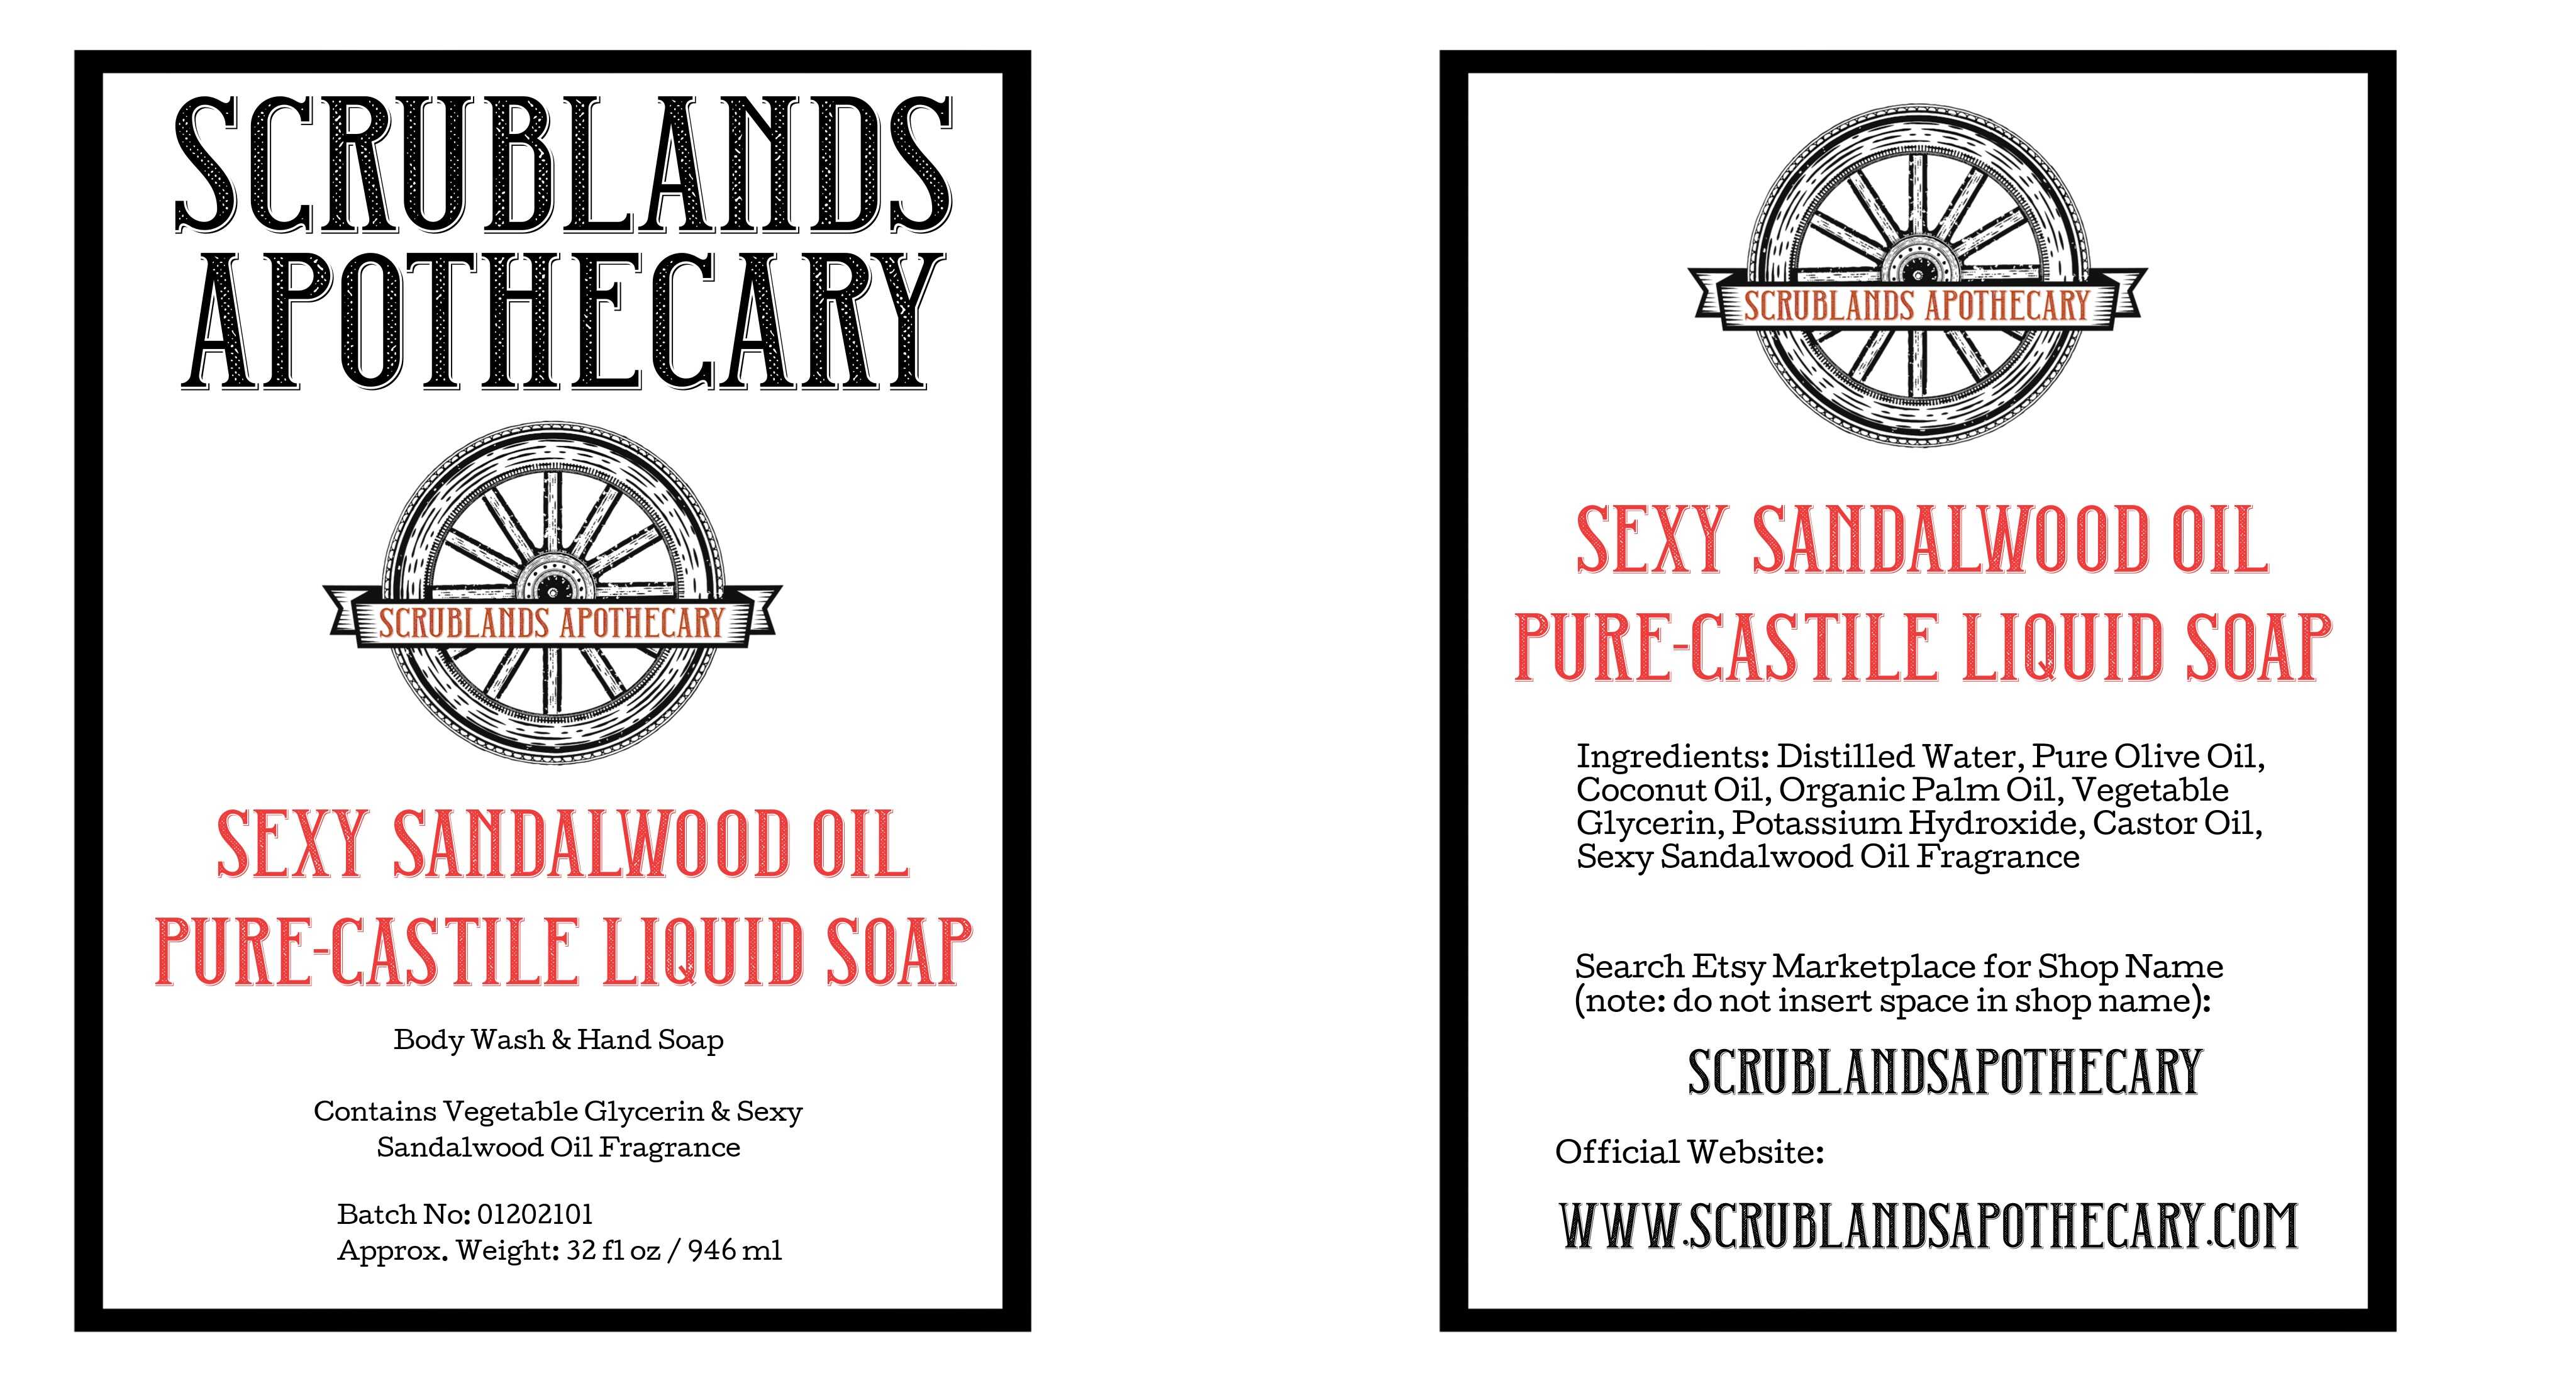 SCRUBLANDS
APOTHECARY
SCRUBLANDS APOTHECARY
SEXY SANDALWOOD OIL
PURE-CASTILE LIQUID SOAP
Body Wash & Hand Soap
Contains Vegetable Glycerin & Sexy
Sandalwood Oil Fragrance
Batch No: 01202101
Approx. Weight: 32 fl oz / 946 ml
SCRUBLANDS APOTHECARY
SEXY SANDALWOOD OIL
PURE-CASTILE LIQUID SOAP
Ingredients: Distilled Water, Pure Olive Oil,
Coconut Oil, Organic Palm Oil, Vegetable
Glycerin, Potassium Hydroxide, Castor Oil,
Sexy Sandalwood Oil Fragrance
Search Etsy Marketplace for Shop Name
(note: do not insert space in shop name):
SCRUBLANDSAPOTHECARY
Official Website:
WWW.SCRUBLANDSAPOTHECARY.COM